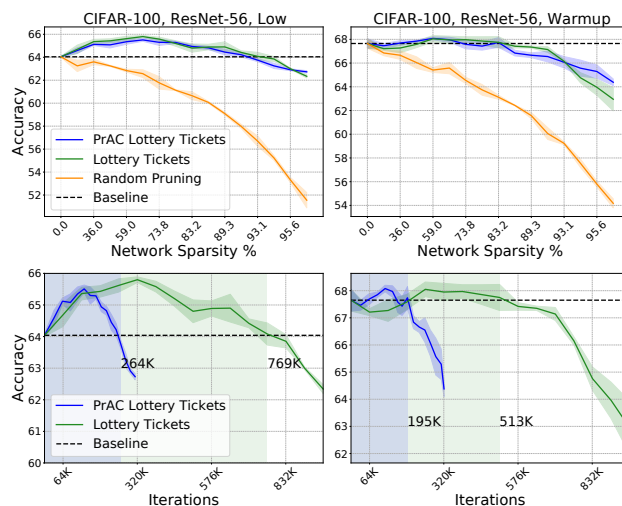 CIFAR-100, ResNet-56, Low
66
64
62
60
58
56
54
52
Accuracy
PrAC Lottery Tickets
Lottery Tickets
Random Pruning
Baseline
0.0 36.0 59.0 73.8 83.2 89.3 93.1 95.6
Network Sparsity %
CIFAR-100, ResNet-56, Warmup
68
66
64
62
60
58
56
54
0.0 36.0 59.0 73.8 83.2 89.3 93.1 95.6
Network Sparsity %
66
65
64
63
62
61
60
Accuracy
264K 769K
PrAC Lottery Tickets
Lottery Tickets
Baseline
64K 320K 576K 832K
Iterations
68
67
66
65
64
63
62
195K 513K
64K 320K 576K 832K
Iterations